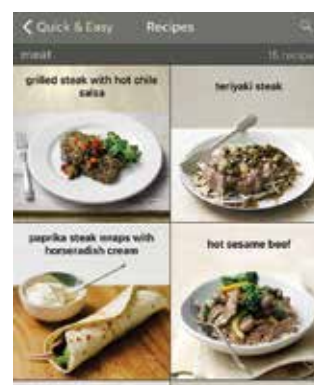 Quick & Easy
Recipes
meat
15 recipe
grilled steak with hot chile
salsa
teriyaki steak
paprika steak wraps with
horseradish cream
hot sesame beef